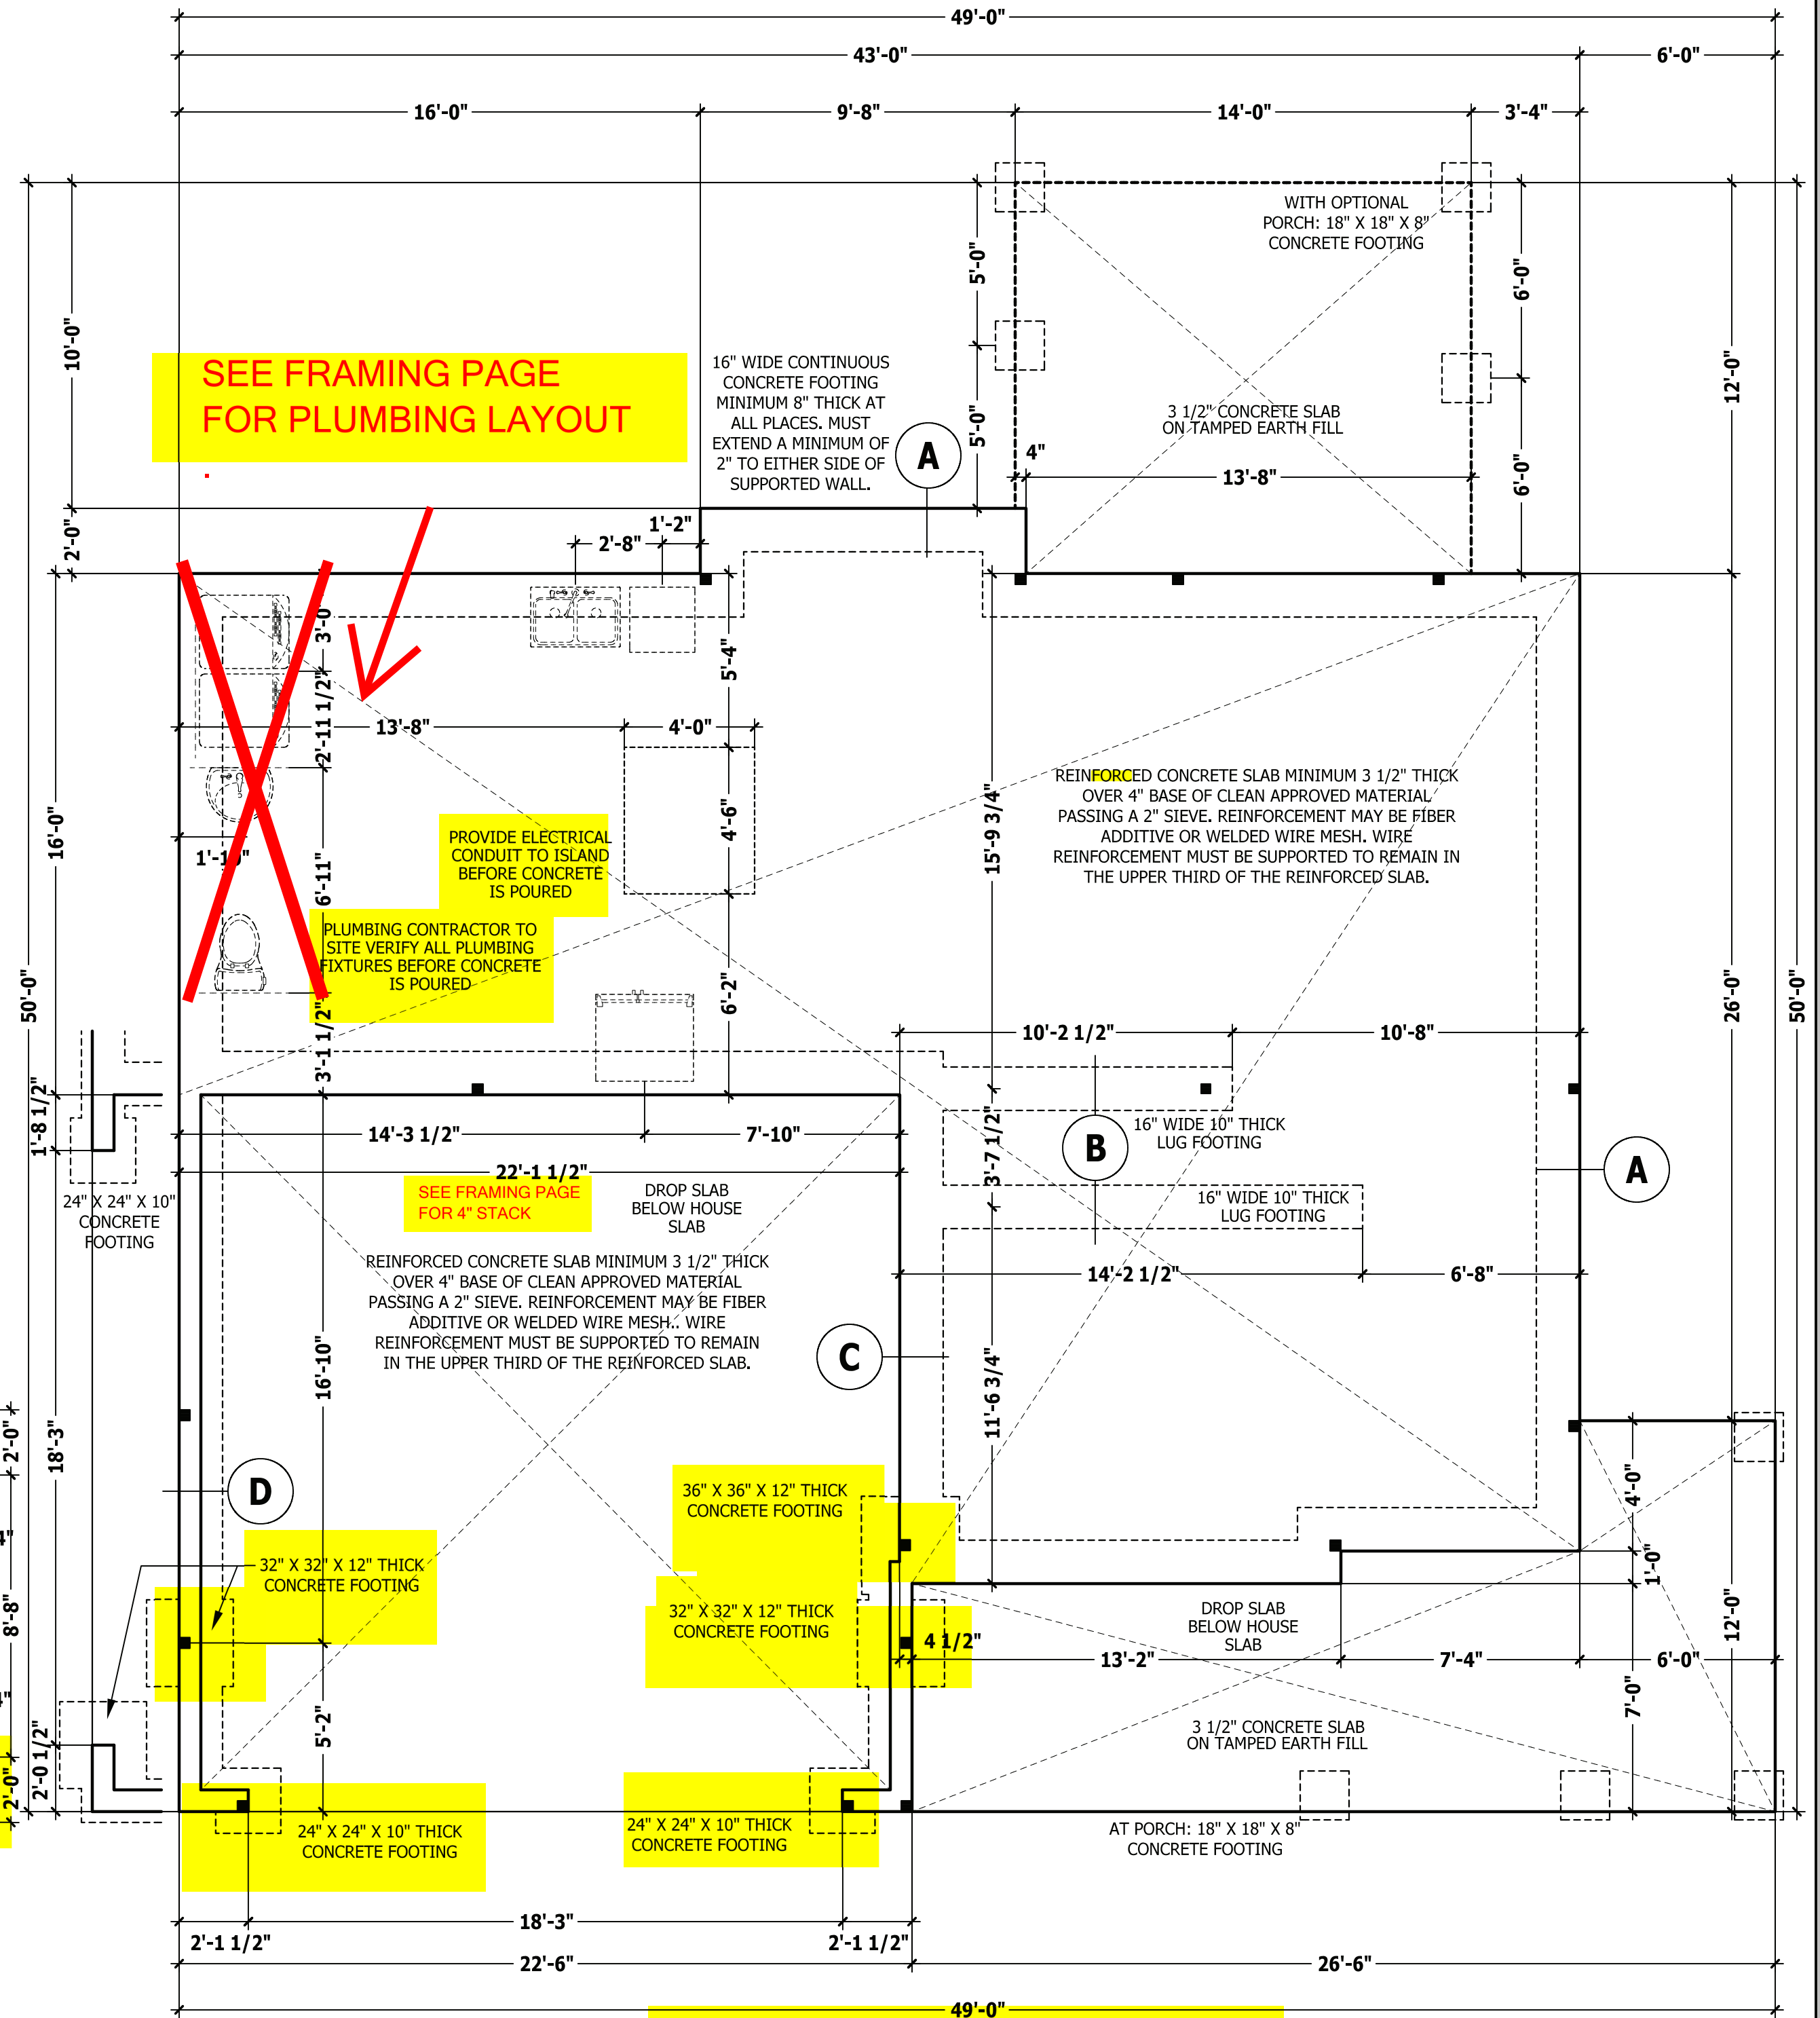 49'-0"
43'-0"
6'-0"
16'-0"
9'-8"
14'-0"
3'-4"
WITH OPTIONAL
PORCH: 18" X 18" X 8"
CONCRETE FOOTING
5'-0"
6'-0"
10'-0"
12'-0"
SEE FRAMING PAGE
FOR PLUMBING LAYOUT
16" WIDE CONTINUOUS
CONCRETE FOOTING
MINIMUM 8" THICK AT
ALL PLACES. MUST
EXTEND A MINIMUM OF
2" TO EITHER SIDE OF
SUPPORTED WALL.
A
5'-0"
3 1/2" CONCRETE SLAB
ON TAMPED EARTH FILL
4"
13'-8"
6'-0"
2'-0"
1'-2"
2'-8"
3'-0"
5'-4"
2'-11 1/2"
13'-8"
4'-0"
REINFORCED CONCRETE SLAB MINIMUM 3 1/2" THICK
OVER 4" BASE OF CLEAN APPROVED MATERIAL
PASSING A 2" SIEVE. REINFORCEMENT MAY BE FIBER
ADDITIVE OR WELDED WIRE MESH. WIRE
REINFORCEMENT MUST BE SUPPORTED TO REMAIN IN
THE UPPER THIRD OF THE REINFORCED SLAB.
16'-0"
4'-6"
15'-9 3/4"
PROVIDE ELECTRICAL
CONDUIT TO ISLAND
BEFORE CONCRETE
IS POURED
6'-11"
PLUMBING CONTRACTOR TO
SITE VERIFY ALL PLUMBING
FIXTURES BEFORE CONCRETE
IS POURED
50'-0"
6'-2"
26'-0"
50'-0"
3'-1 1/2"
10'-2 1/2"
10'-8"
1'-8 1/2"
14'-3 1/2"
7'-10"
3'-7 1/2"
B
16" WIDE 10" THICK
LUG FOOTING
A
22'-1 1/2"
SEE FRAMING PAGE
FOR 4" STACK
DROP SLAB
BELOW HOUSE
SLAB
16" WIDE 10" THICK
LUG FOOTING
24" X 24" X 10"
CONCRETE
FOOTING
REINFORCED CONCRETE SLAB MINIMUM 3 1/2" THICK
OVER 4" BASE OF CLEAN APPROVED MATERIAL
PASSING A 2" SIEVE. REINFORCEMENT MAY BE FIBER
ADDITIVE OR WELDED WIRE MESH.. WIRE
REINFORCEMENT MUST BE SUPPORTED TO REMAIN
IN THE UPPER THIRD OF THE REINFORCED SLAB.
14'-2 1/2"
6'-8"
C
16'-10"
11'-6 3/4"
2'-0"
18'-3"
D
36" X 36" X 12" THICK
CONCRETE FOOTING
4'-0"
32" X 32" X 12" THICK
CONCRETE FOOTING
1'-0"
8'-8"
32" X 32" X 12" THICK
CONCRETE FOOTING
DROP SLAB
BELOW HOUSE
SLAB
12'-0"
4 1/2"
13'-2"
7'-4"
6'-0"
5'-2"
7'-0"
3 1/2" CONCRETE SLAB
ON TAMPED EARTH FILL
2'-0 1/2"
2'-0"
24" X 24" X 10" THICK
CONCRETE FOOTING
24" X 24" X 10" THICK
CONCRETE FOOTING
AT PORCH: 18" X 18" X 8"
CONCRETE FOOTING
18'-3"
2'-1 1/2"
2'-1 1/2"
22'-6"
26'-6"
49'-0"